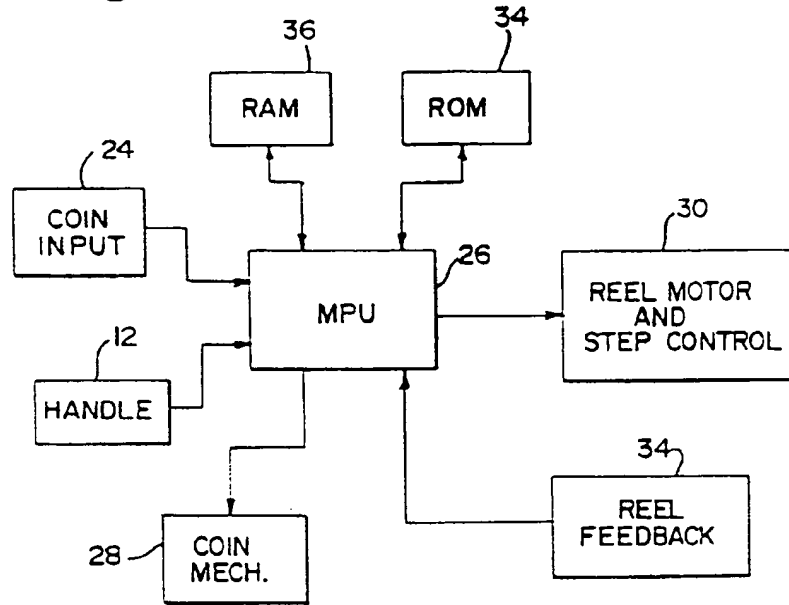 36
34
RAM
ROM
24
COIN
INPUT
30
26
MPU
REEL MOTOR
AND
STEP CONTROL
12
HANDLE
34
REEL
FEEDBACK
28
COIN
MECH.